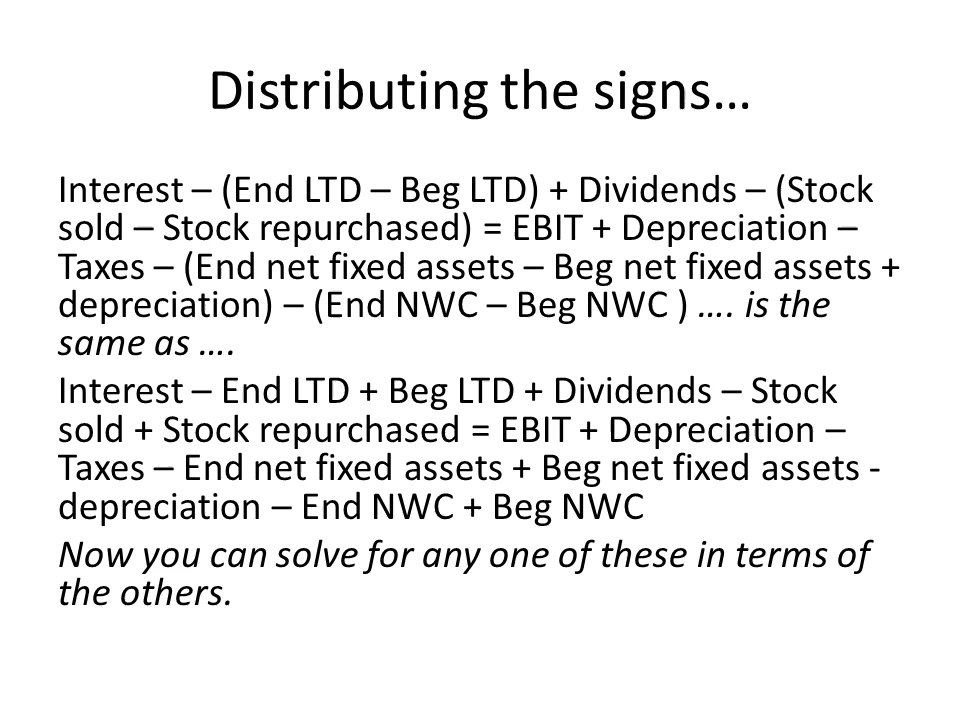 Distributing the signs…
Interest – (End LTD – Beg LTD) + Dividends – (Stock
sold – Stock repurchased) = EBIT + Depreciation –
Taxes – (End net fixed assets – Beg net fixed assets +
depreciation) – (End NWC – Beg NWC ) …. is the
same as ….
Interest – End LTD + Beg LTD + Dividends – Stock
sold + Stock repurchased = EBIT + Depreciation –
Taxes – End net fixed assets + Beg net fixed assets -
depreciation – End NWC + Beg NWC
Now you can solve for any one of these in terms of
the others.